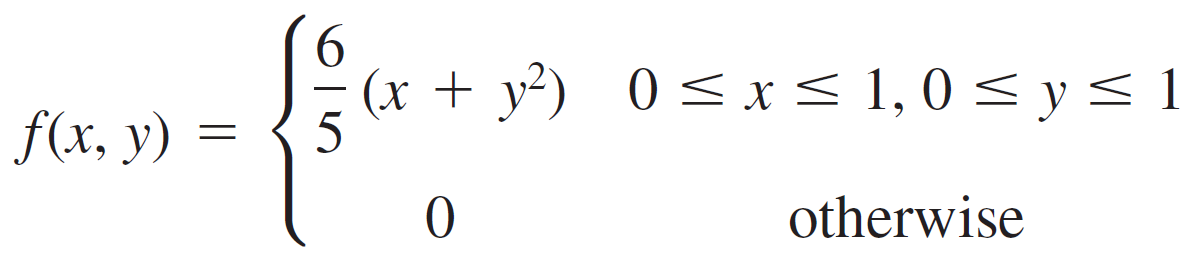 f(x, y) = { 6/5 (x + y²) 0 ≤ x ≤ 1, 0 ≤ y ≤ 1
0 otherwise